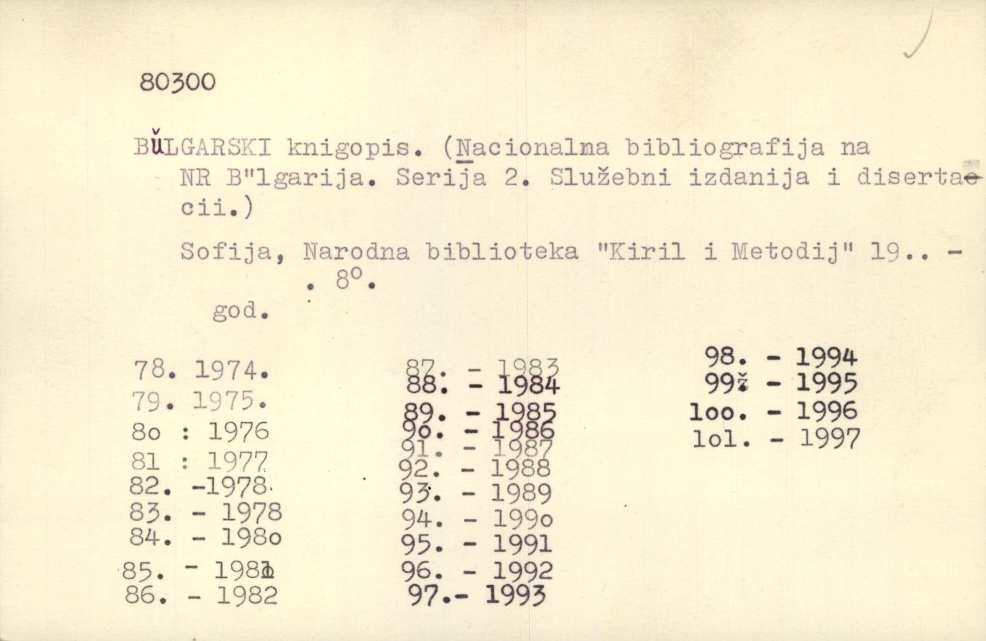 80300
BŬLGARSKI knigopis. (Nacionalna bibliografija na
NR B"lgarija. Serija 2. Služebni izdanija i diserta-
cii.)
Sofija, Narodna biblioteka "Kiril i Metodij" 19.. -
. 8o.
god.
78. 1974.
79. 1975.
8o : 1976
81 : 1977
82. -1978.
83. - 1978
84. - 198o
85. - 1981
86. - 1982
87. - 1983
88. - 1984
89. - 1985
9o. - 1986
91. - 1987
92. - 1988
93. - 1989
94. - 199o
95. - 1991
96. - 1992
97.- 1993
98. - 1994
99. - 1995
loo. - 1996
lol. - 1997